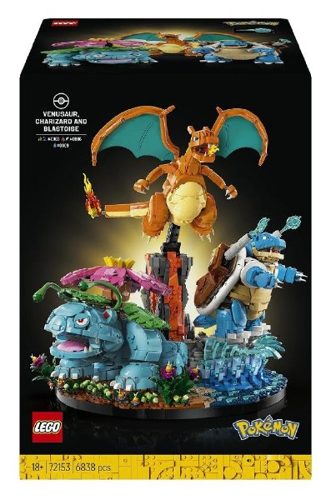 VENUSAUR,
CHARIZARD AND
BLASTOISE
LEGO
POKéMON
18+ 72153 6838 pcs